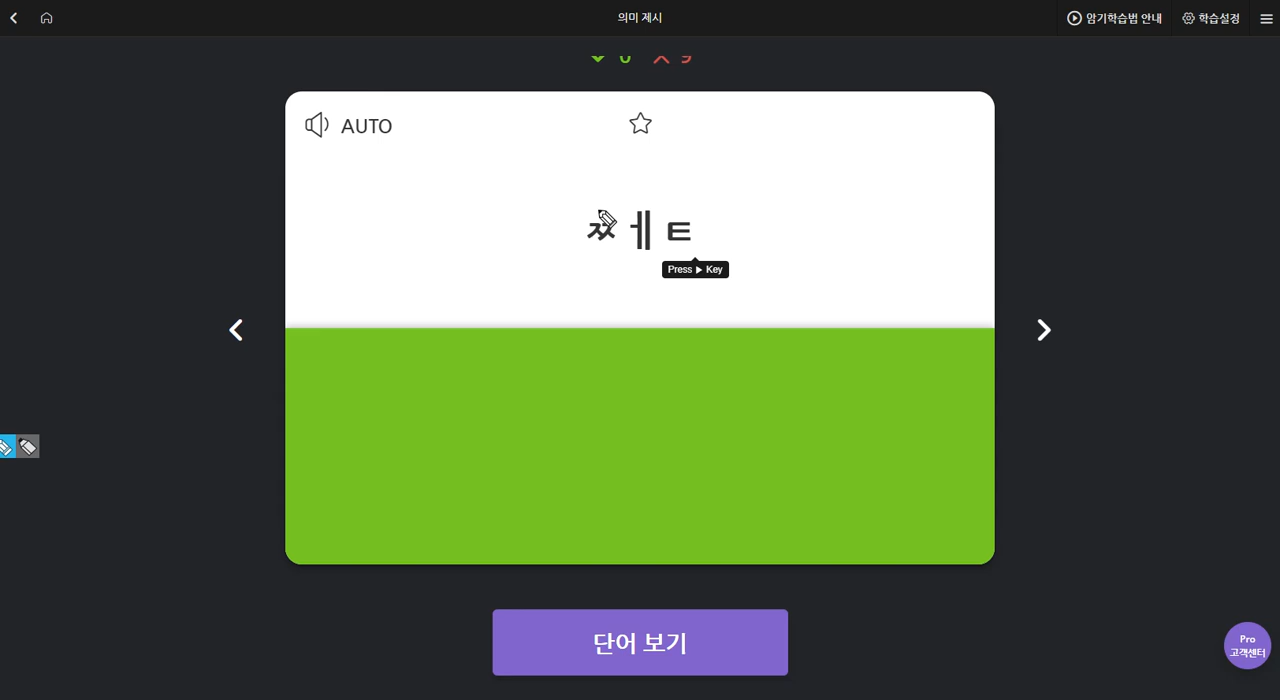 의미 제시
암기학습법 안내
학습설정
AUTO
ㅉ ㅔ ㅌ
Press ▶ Key
단어 보기
Pro
고객센터